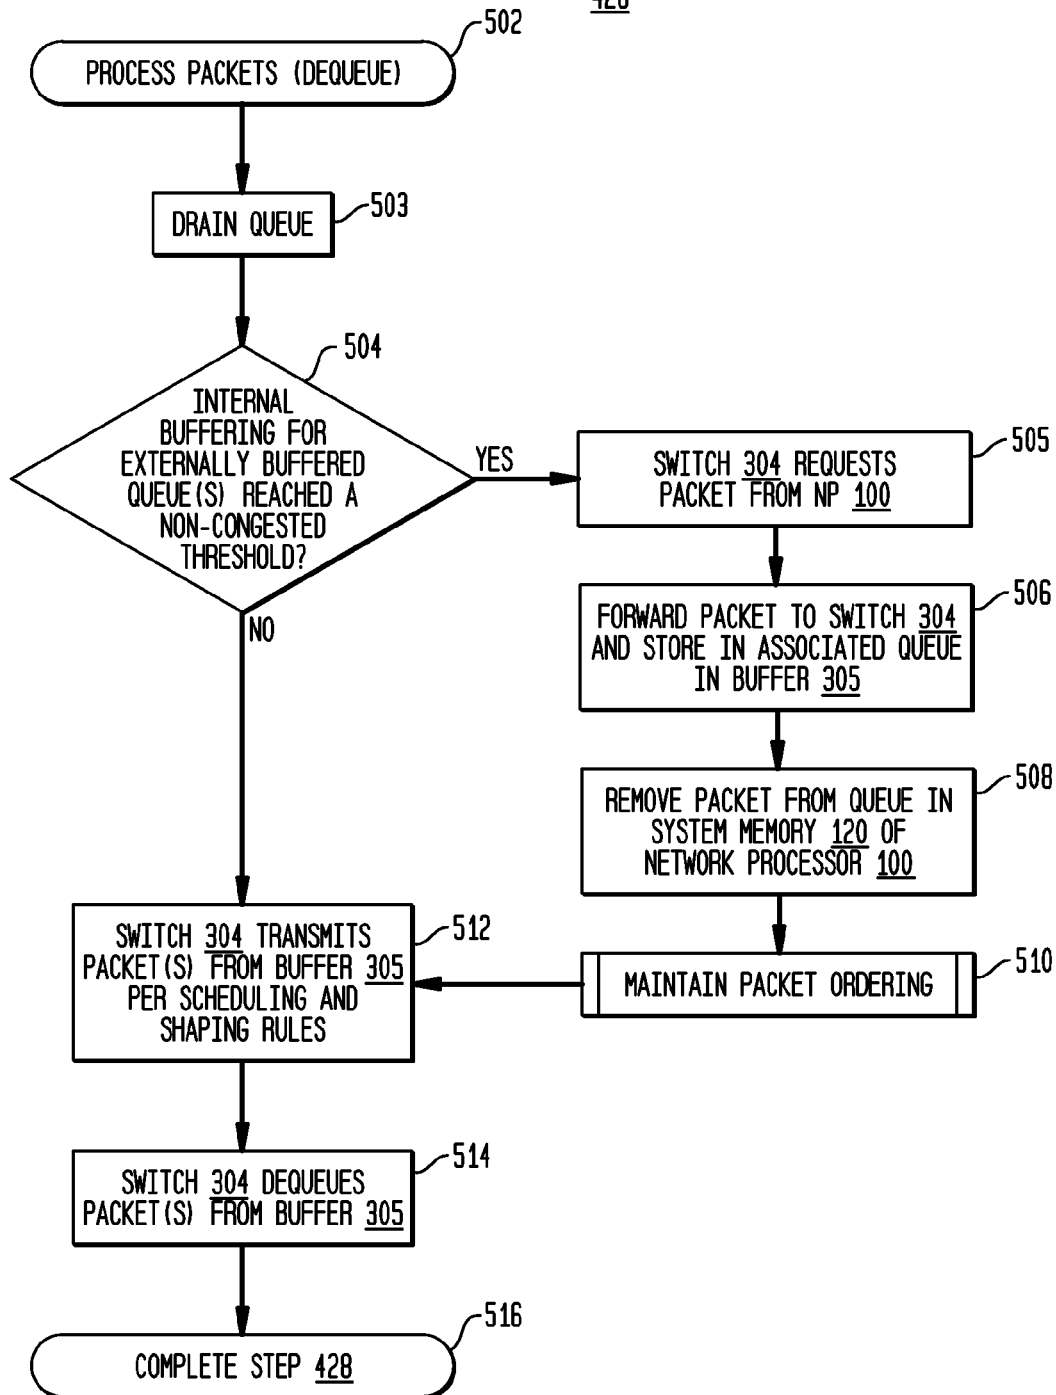 428
502
PROCESS PACKETS (DEQUEUE)
503
DRAIN QUEUE
504
INTERNAL
BUFFERING FOR
EXTERNALLY BUFFERED
QUEUE(S) REACHED A
NON-CONGESTED
THRESHOLD?
YES
NO
505
SWITCH 304 REQUESTS
PACKET FROM NP 100
506
FORWARD PACKET TO SWITCH 304
AND STORE IN ASSOCIATED QUEUE
IN BUFFER 305
508
REMOVE PACKET FROM QUEUE IN
SYSTEM MEMORY 120 OF
NETWORK PROCESSOR 100
510
MAINTAIN PACKET ORDERING
512
SWITCH 304 TRANSMITS
PACKET(S) FROM BUFFER 305
PER SCHEDULING AND
SHAPING RULES
514
SWITCH 304 DEQUEUES
PACKET(S) FROM BUFFER 305
516
COMPLETE STEP 428